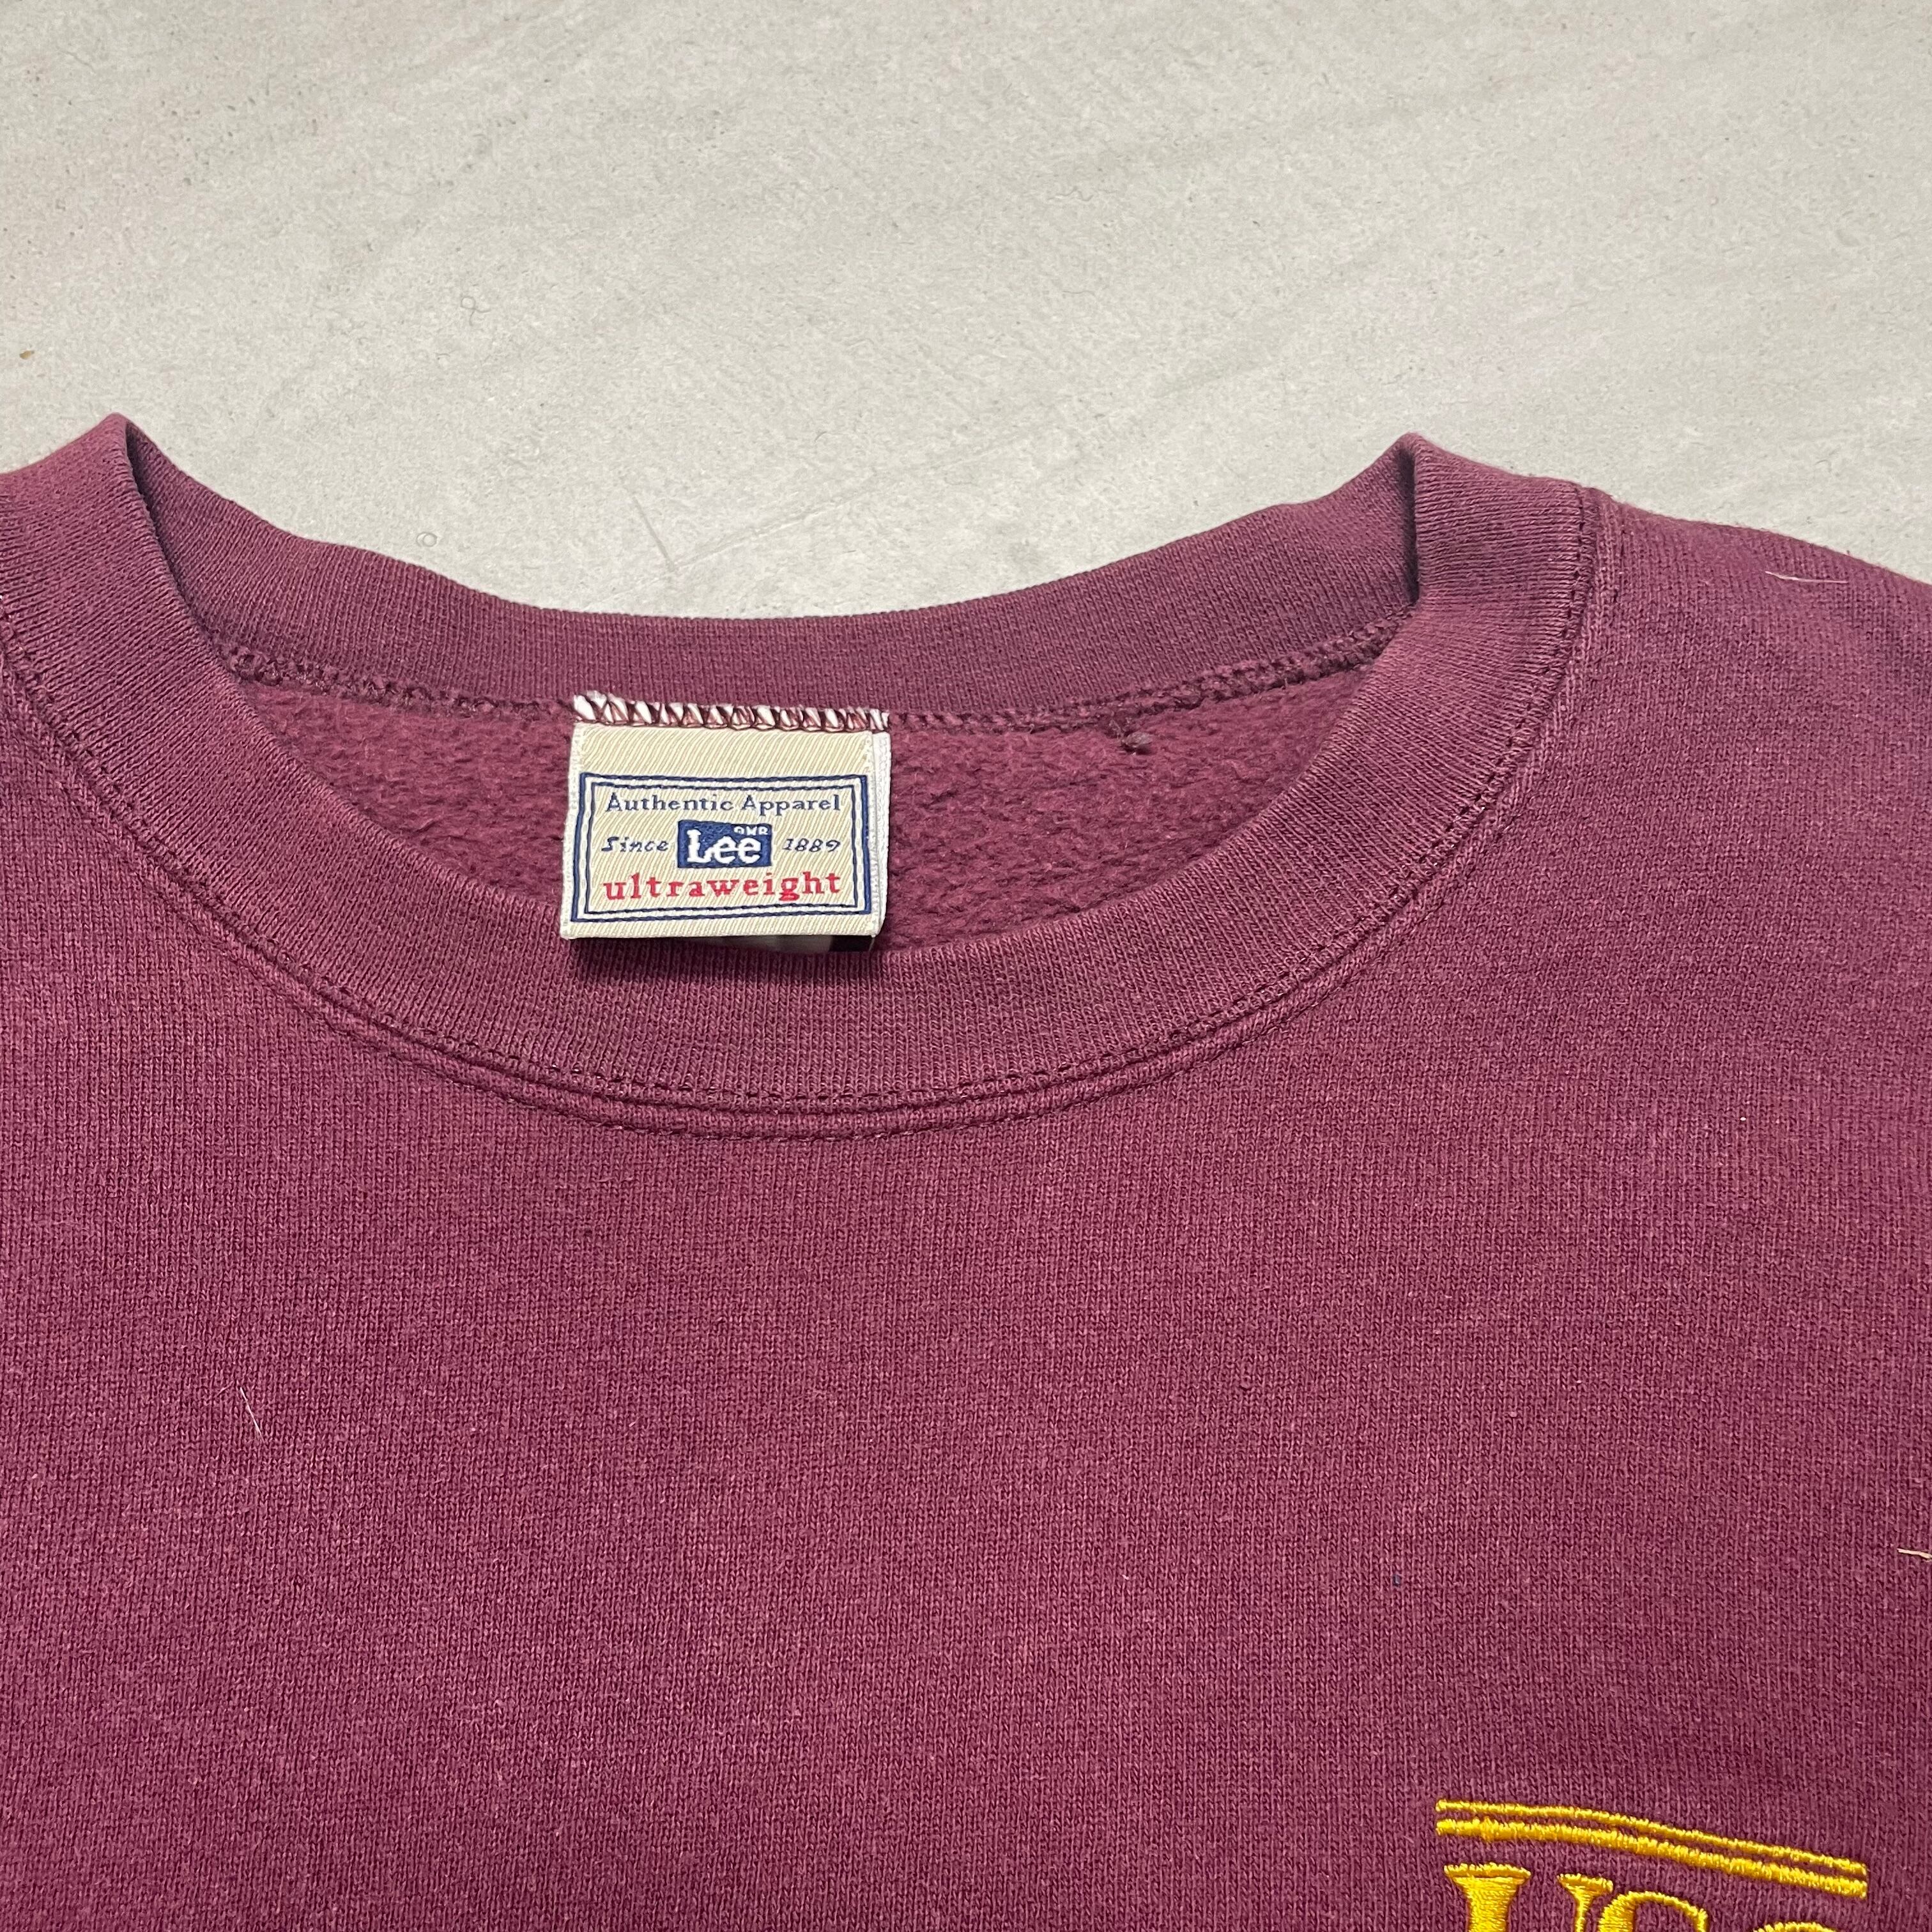 Authentic Apparel
Since Lee 1889
ultraweight